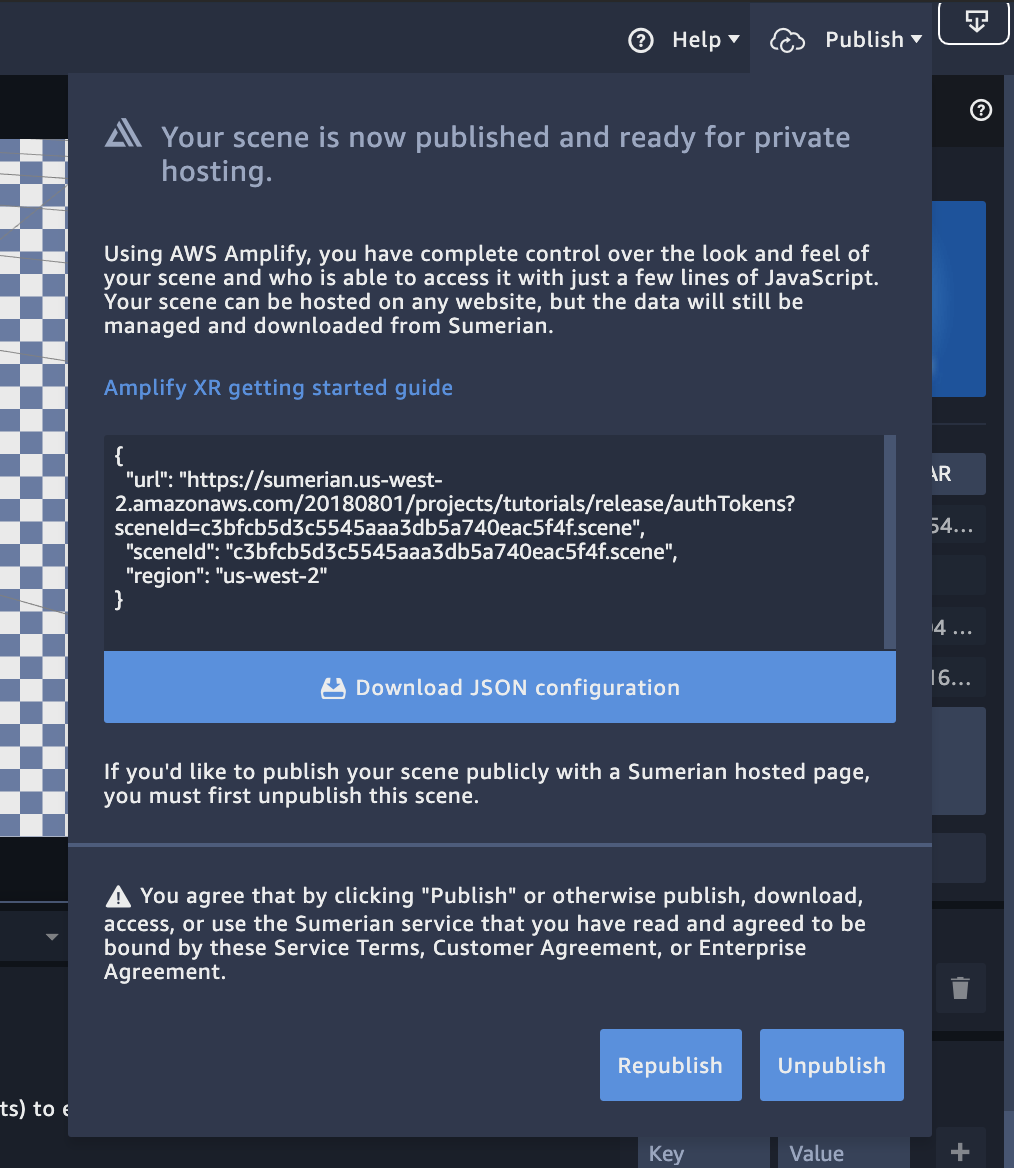 Help
Publish
Your scene is now published and ready for private
hosting.
Using AWS Amplify, you have complete control over the look and feel of
your scene and who is able to access it with just a few lines of JavaScript.
Your scene can be hosted on any website, but the data will still be
managed and downloaded from Sumerian.
Amplify XR getting started guide
{
"url": "https://sumerian.us-west-
2.amazonaws.com/20180801/projects/tutorials/release/authTokens?
sceneId=c3bfcb5d3c5545aaa3db5a740eac5f4f.scene",
"sceneId": "c3bfcb5d3c5545aaa3db5a740eac5f4f.scene",
"region": "us-west-2"
}
AR
54...
04 ...
16...
Download JSON configuration
If you'd like to publish your scene publicly with a Sumerian hosted page,
you must first unpublish this scene.
You agree that by clicking "Publish" or otherwise publish, download,
access, or use the Sumerian service that you have read and agreed to be
bound by these Service Terms, Customer Agreement, or Enterprise
Agreement.
Republish
Unpublish
ts) to e
Key
Value